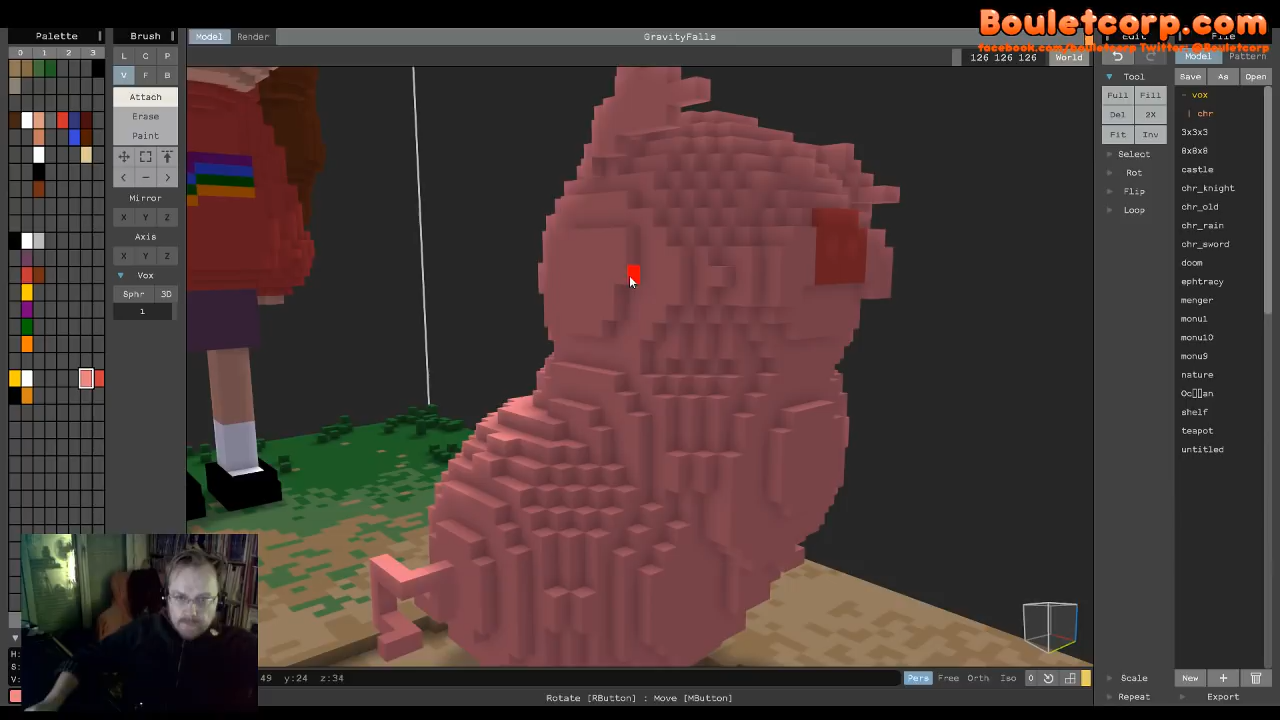 Bouletcorp.com
facebook.com/bouletcorp Twitter @Bouletcorp
Palette
Brush
Model
Render
GravityFalls
Edit
File
0 1 2 3
L C P
V F B
Attach
Erase
Paint
Mirror
X Y Z
Axis
X Y Z
Vox
Sphr 3D
1
126 126 126
World
Tool
Full Fill
Del 2X
Fit Inv
Select
Rot
Flip
Loop
Scale
Repeat
Model Pattern
Save As Open
- vox
| chr
3x3x3
8x8x8
castle
chr_knight
chr_old
chr_rain
chr_sword
doom
ephtracy
menger
monu1
monu10
monu9
nature
shelf
teapot
untitled
New +
Export
H:
S:
V:
49 y:24 z:34
Pers Free Orth Iso 0
Rotate [RButton] : Move [MButton]